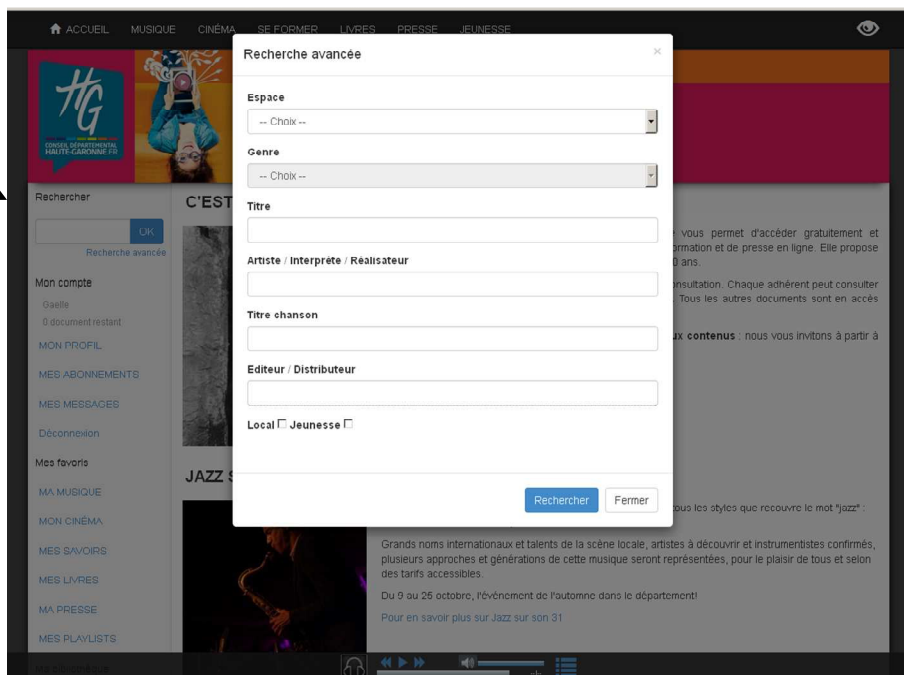 ACCUEIL MUSIQUE CINÉMA SE FORMER LIVRES PRESSE JEUNESSE
HG
CONSEIL DÉPARTEMENTAL
HAUTE-GARONNE.FR
Recherche avancée ×
Espace
-- Choix --
Genre
-- Choix --
Titre
Artiste / Interprète / Réalisateur
Titre chanson
Editeur / Distributeur
Local Jeunesse
Rechercher Fermer
Rechercher
OK
Recherche avancée
Mon compte
Gaelle
0 document restant
MON PROFIL
MES ABONNEMENTS
MES MESSAGES
Déconnexion
Mes favoris
MA MUSIQUE
MON CINÉMA
MES SAVOIRS
MES LIVRES
MA PRESSE
MES PLAYLISTS
C'EST
vous permet d'accéder gratuitement et
ormation et de presse en ligne. Elle propose
0 ans.
onsultation. Chaque adhérent peut consulter
Tous les autres documents sont en accès
ux contenus : nous vous invitons à partir à
JAZZ S
tous les styles que recouvre le mot "jazz" :
Grands noms internationaux et talents de la scène locale, artistes à découvrir et instrumentistes confirmés,
plusieurs approches et générations de cette musique seront représentées, pour le plaisir de tous et selon
des tarifs accessibles.
Du 9 au 25 octobre, l'évènement de l'automne dans le département!
Pour en savoir plus sur Jazz sur son 31